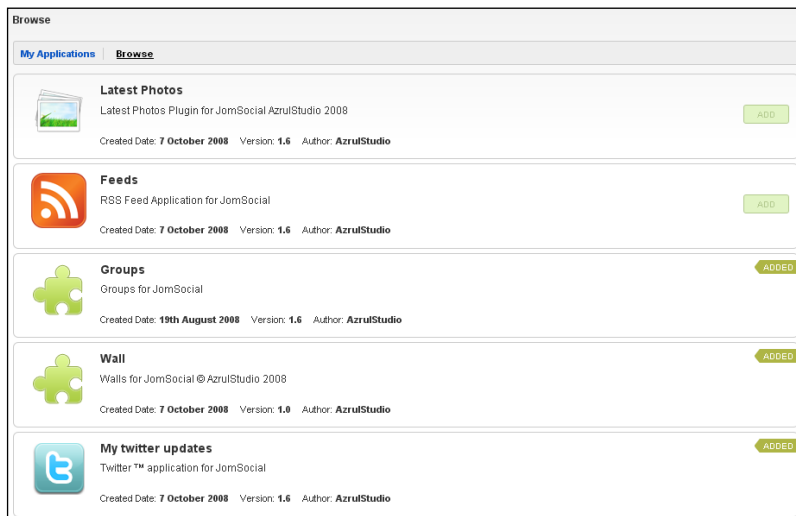 Browse
My Applications Browse
Latest Photos
Latest Photos Plugin for JomSocial AzrulStudio 2008
ADD
Created Date: 7 October 2008 Version: 1.6 Author: AzrulStudio
Feeds
RSS Feed Application for JomSocial
ADD
Created Date: 7 October 2008 Version: 1.6 Author: AzrulStudio
Groups
ADDED
Groups for JomSocial
Created Date: 19th August 2008 Version: 1.6 Author: AzrulStudio
Wall
ADDED
Walls for JomSocial © AzrulStudio 2008
Created Date: 7 October 2008 Version: 1.0 Author: AzrulStudio
My twitter updates
ADDED
Twitter ™ application for JomSocial
Created Date: 7 October 2008 Version: 1.6 Author: AzrulStudio